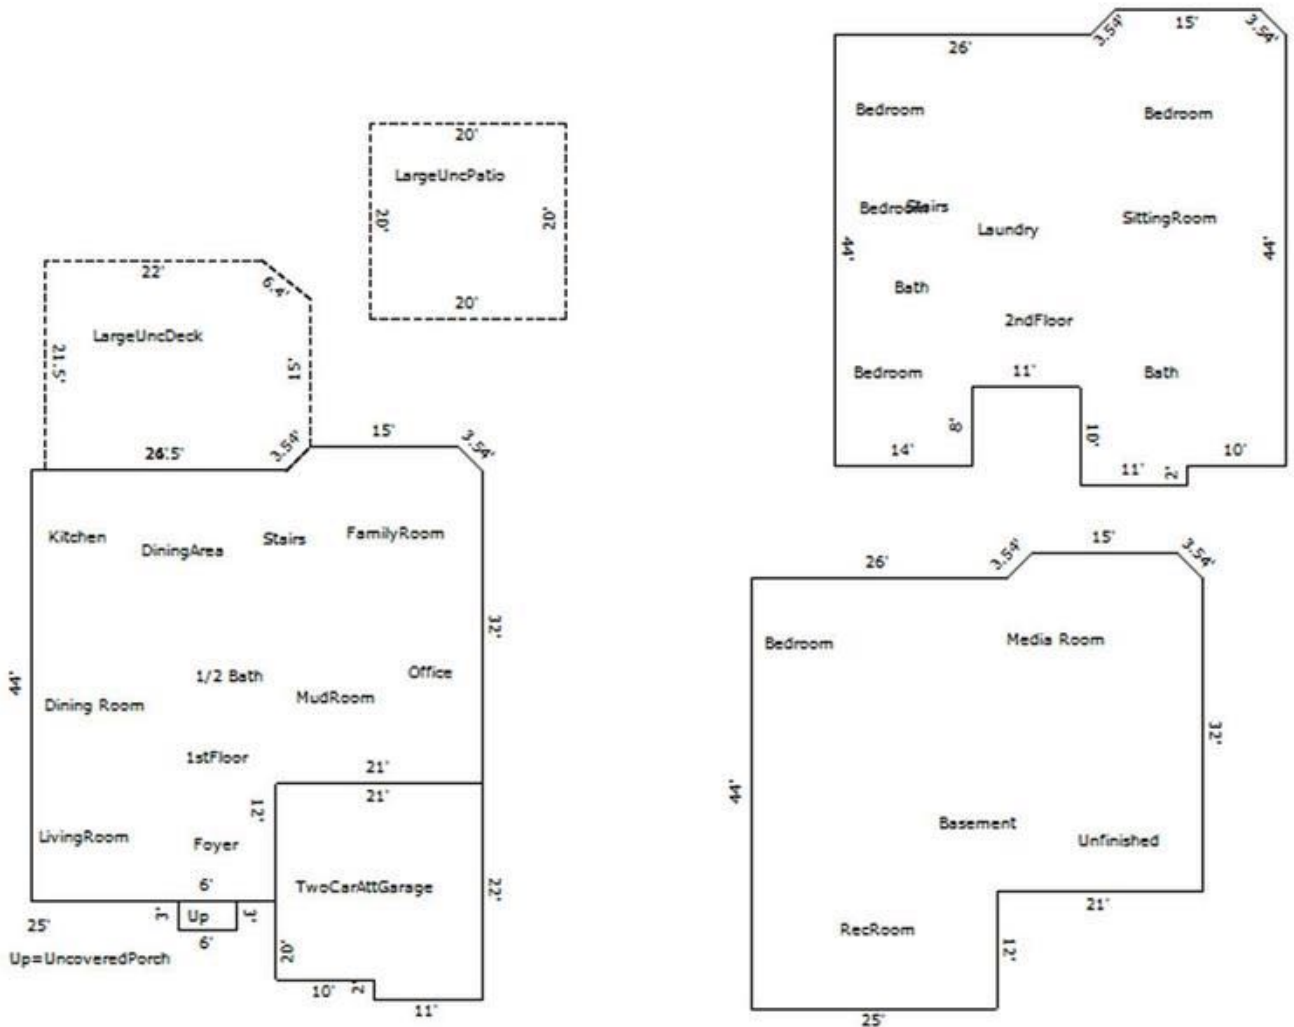 20'
LargeUncPatio
20'
20'
20'
22'
6.4'
LargeUncDeck
21.5'
15'
26'.5'
3.54'
15'
3.54'
Kitchen
DiningArea
Stairs
FamilyRoom
32'
1/2 Bath
Office
MudRoom
Dining Room
44'
1stFloor
21'
21'
12'
LivingRoom
Foyer
6'
TwoCarAttGarage
22'
3'
Up
3'
25'
6'
20'
Up=UncoveredPorch
10'
2'
11'
26'
3.54'
15'
3.54'
Bedroom
Bedroom
Bedroom
Stairs
Laundry
SittingRoom
44'
44'
Bath
2ndFloor
Bedroom
11'
Bath
8'
10'
14'
11'
2'
10'
26'
3.54'
15'
3.54'
Bedroom
Media Room
32'
44'
Basement
Unfinished
21'
RecRoom
12'
25'